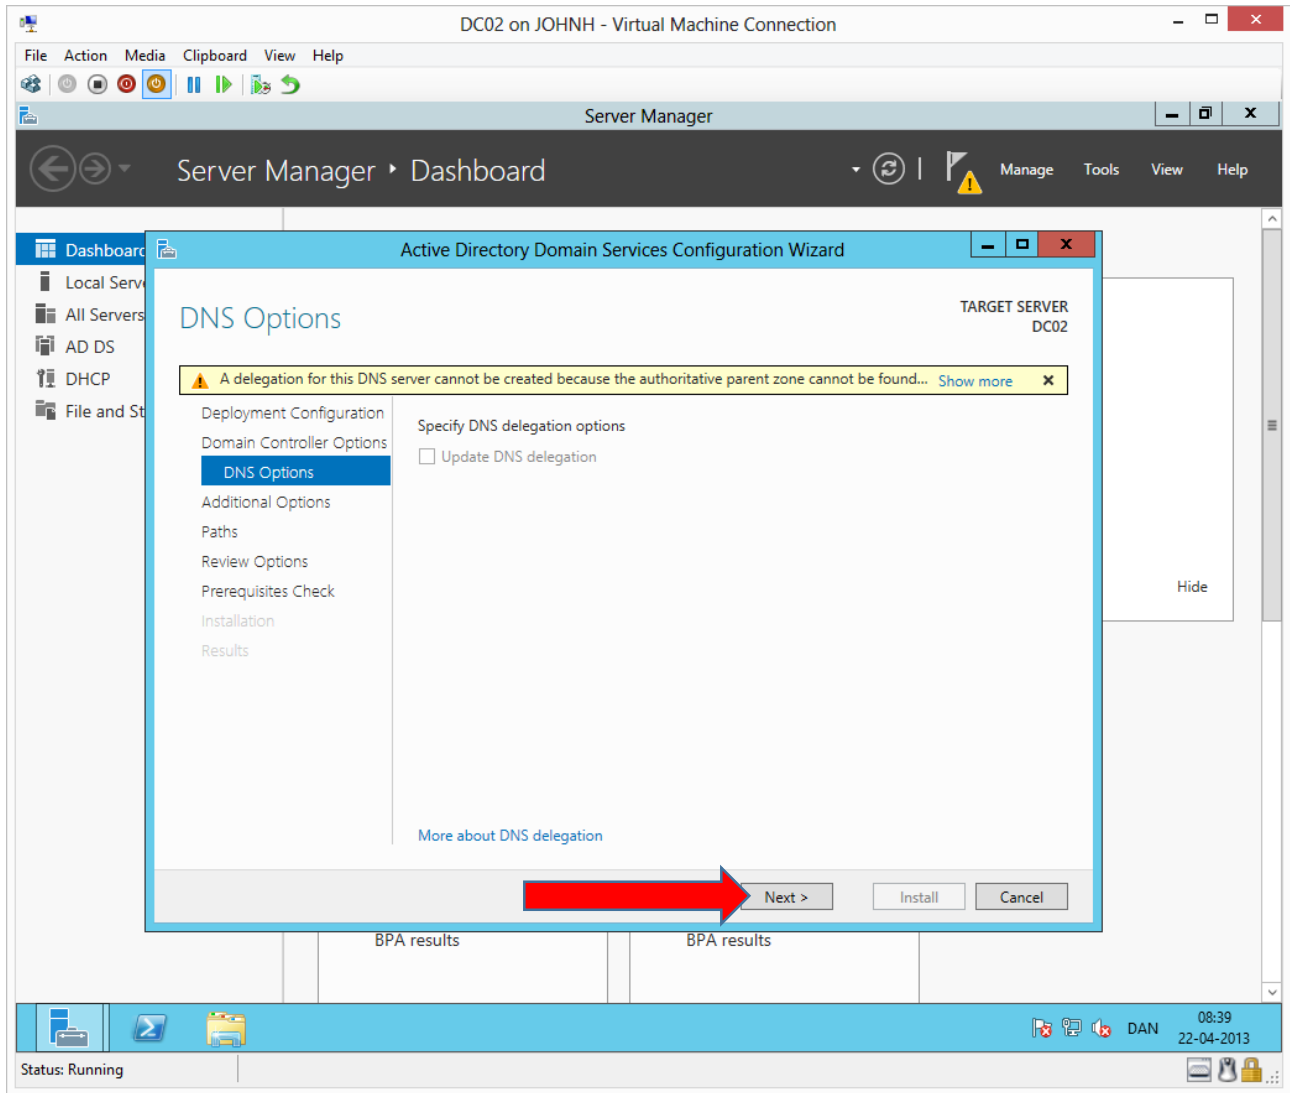 DC02 on JOHNH - Virtual Machine Connection
File Action Media Clipboard View Help
Server Manager
Server Manager ‣ Dashboard
Manage Tools View Help
Dashboard
Local Serv
All Servers
AD DS
DHCP
File and St
Active Directory Domain Services Configuration Wizard
DNS Options
TARGET SERVER
DC02
A delegation for this DNS server cannot be created because the authoritative parent zone cannot be found... Show more
Deployment Configuration
Domain Controller Options
DNS Options
Additional Options
Paths
Review Options
Prerequisites Check
Installation
Results
Specify DNS delegation options
Update DNS delegation
More about DNS delegation
Next >
Install
Cancel
Hide
BPA results
BPA results
DAN
08:39
22-04-2013
Status: Running